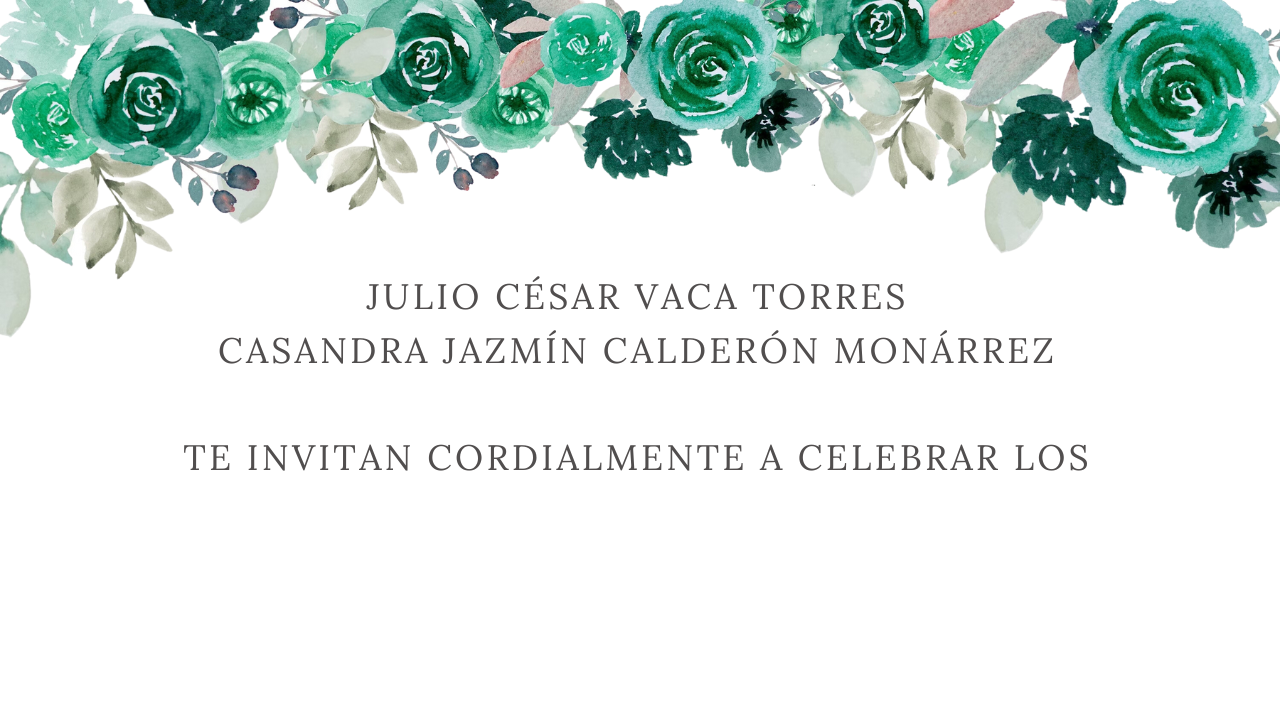 JULIO CÉSAR VACA TORRES
CASANDRA JAZMÍN CALDERÓN MONÁRREZ
TE INVITAN CORDIALMENTE A CELEBRAR LOS